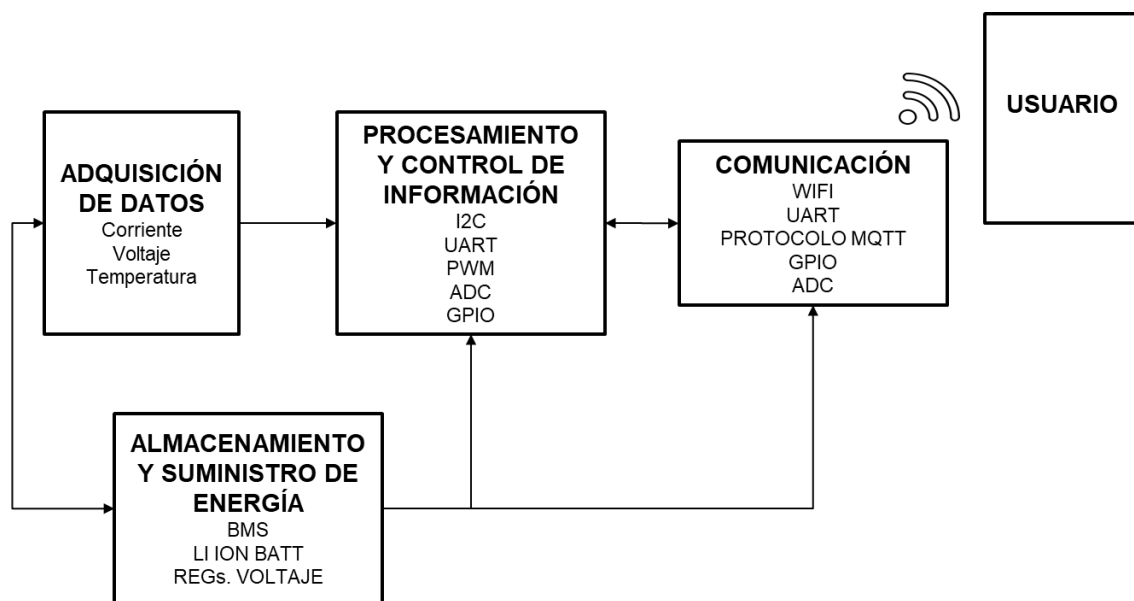 USUARIO
ADQUISICIÓN
DE DATOS
Corriente
Voltaje
Temperatura
PROCESAMIENTO
Y CONTROL DE
INFORMACIÓN
I2C
UART
PWM
ADC
GPIO
COMUNICACIÓN
WIFI
UART
PROTOCOLO MQTT
GPIO
ADC
ALMACENAMIENTO
Y SUMINISTRO DE
ENERGÍA
BMS
LI ION BATT
REGs. VOLTAJE